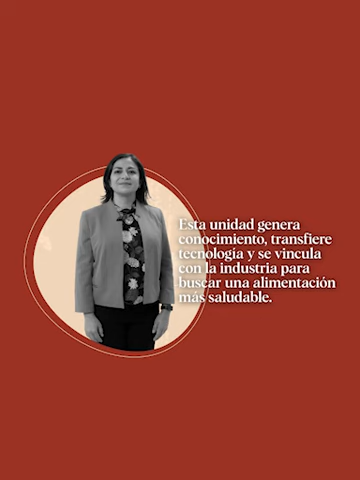 Esta unidad genera
conocimiento, transfiere
tecnología y se vincula
con la industria para
buscar una alimentación
más saludable.